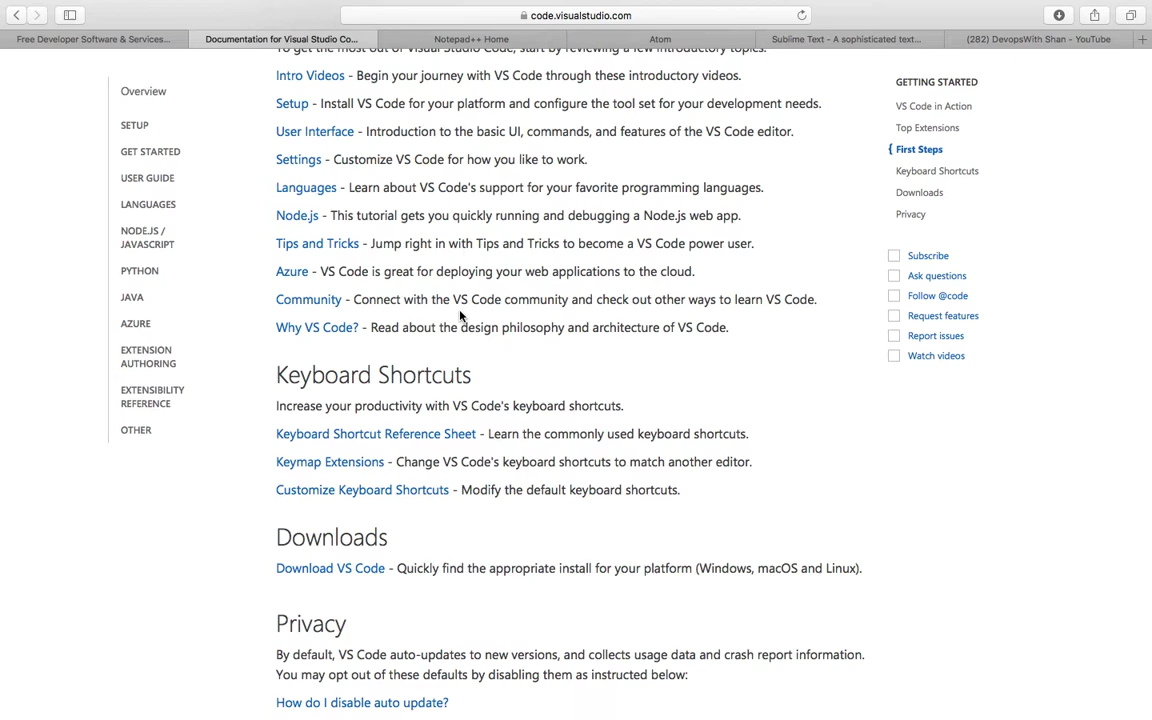 code.visualstudio.com
Free Developer Software & Services...
Documentation for Visual Studio Co...
Notepad++ Home
Atom
Sublime Text - A sophisticated text...
(282) DevopsWith Shan - YouTube
To get the most out of Visual Studio Code, start by reviewing a few introductory topics.
Intro Videos - Begin your journey with VS Code through these introductory videos.
Setup - Install VS Code for your platform and configure the tool set for your development needs.
User Interface - Introduction to the basic UI, commands, and features of the VS Code editor.
Settings - Customize VS Code for how you like to work.
Languages - Learn about VS Code's support for your favorite programming languages.
Node.js - This tutorial gets you quickly running and debugging a Node.js web app.
Tips and Tricks - Jump right in with Tips and Tricks to become a VS Code power user.
Azure - VS Code is great for deploying your web applications to the cloud.
Community - Connect with the VS Code community and check out other ways to learn VS Code.
Why VS Code? - Read about the design philosophy and architecture of VS Code.
Keyboard Shortcuts
Increase your productivity with VS Code's keyboard shortcuts.
Keyboard Shortcut Reference Sheet - Learn the commonly used keyboard shortcuts.
Keymap Extensions - Change VS Code's keyboard shortcuts to match another editor.
Customize Keyboard Shortcuts - Modify the default keyboard shortcuts.
Downloads
Download VS Code - Quickly find the appropriate install for your platform (Windows, macOS and Linux).
Privacy
By default, VS Code auto-updates to new versions, and collects usage data and crash report information.
You may opt out of these defaults by disabling them as instructed below:
How do I disable auto update?
Overview
SETUP
GET STARTED
USER GUIDE
LANGUAGES
NODE.JS /
JAVASCRIPT
PYTHON
JAVA
AZURE
EXTENSION
AUTHORING
EXTENSIBILITY
REFERENCE
OTHER
GETTING STARTED
VS Code in Action
Top Extensions
{ First Steps
Keyboard Shortcuts
Downloads
Privacy
Subscribe
Ask questions
Follow @code
Request features
Report issues
Watch videos